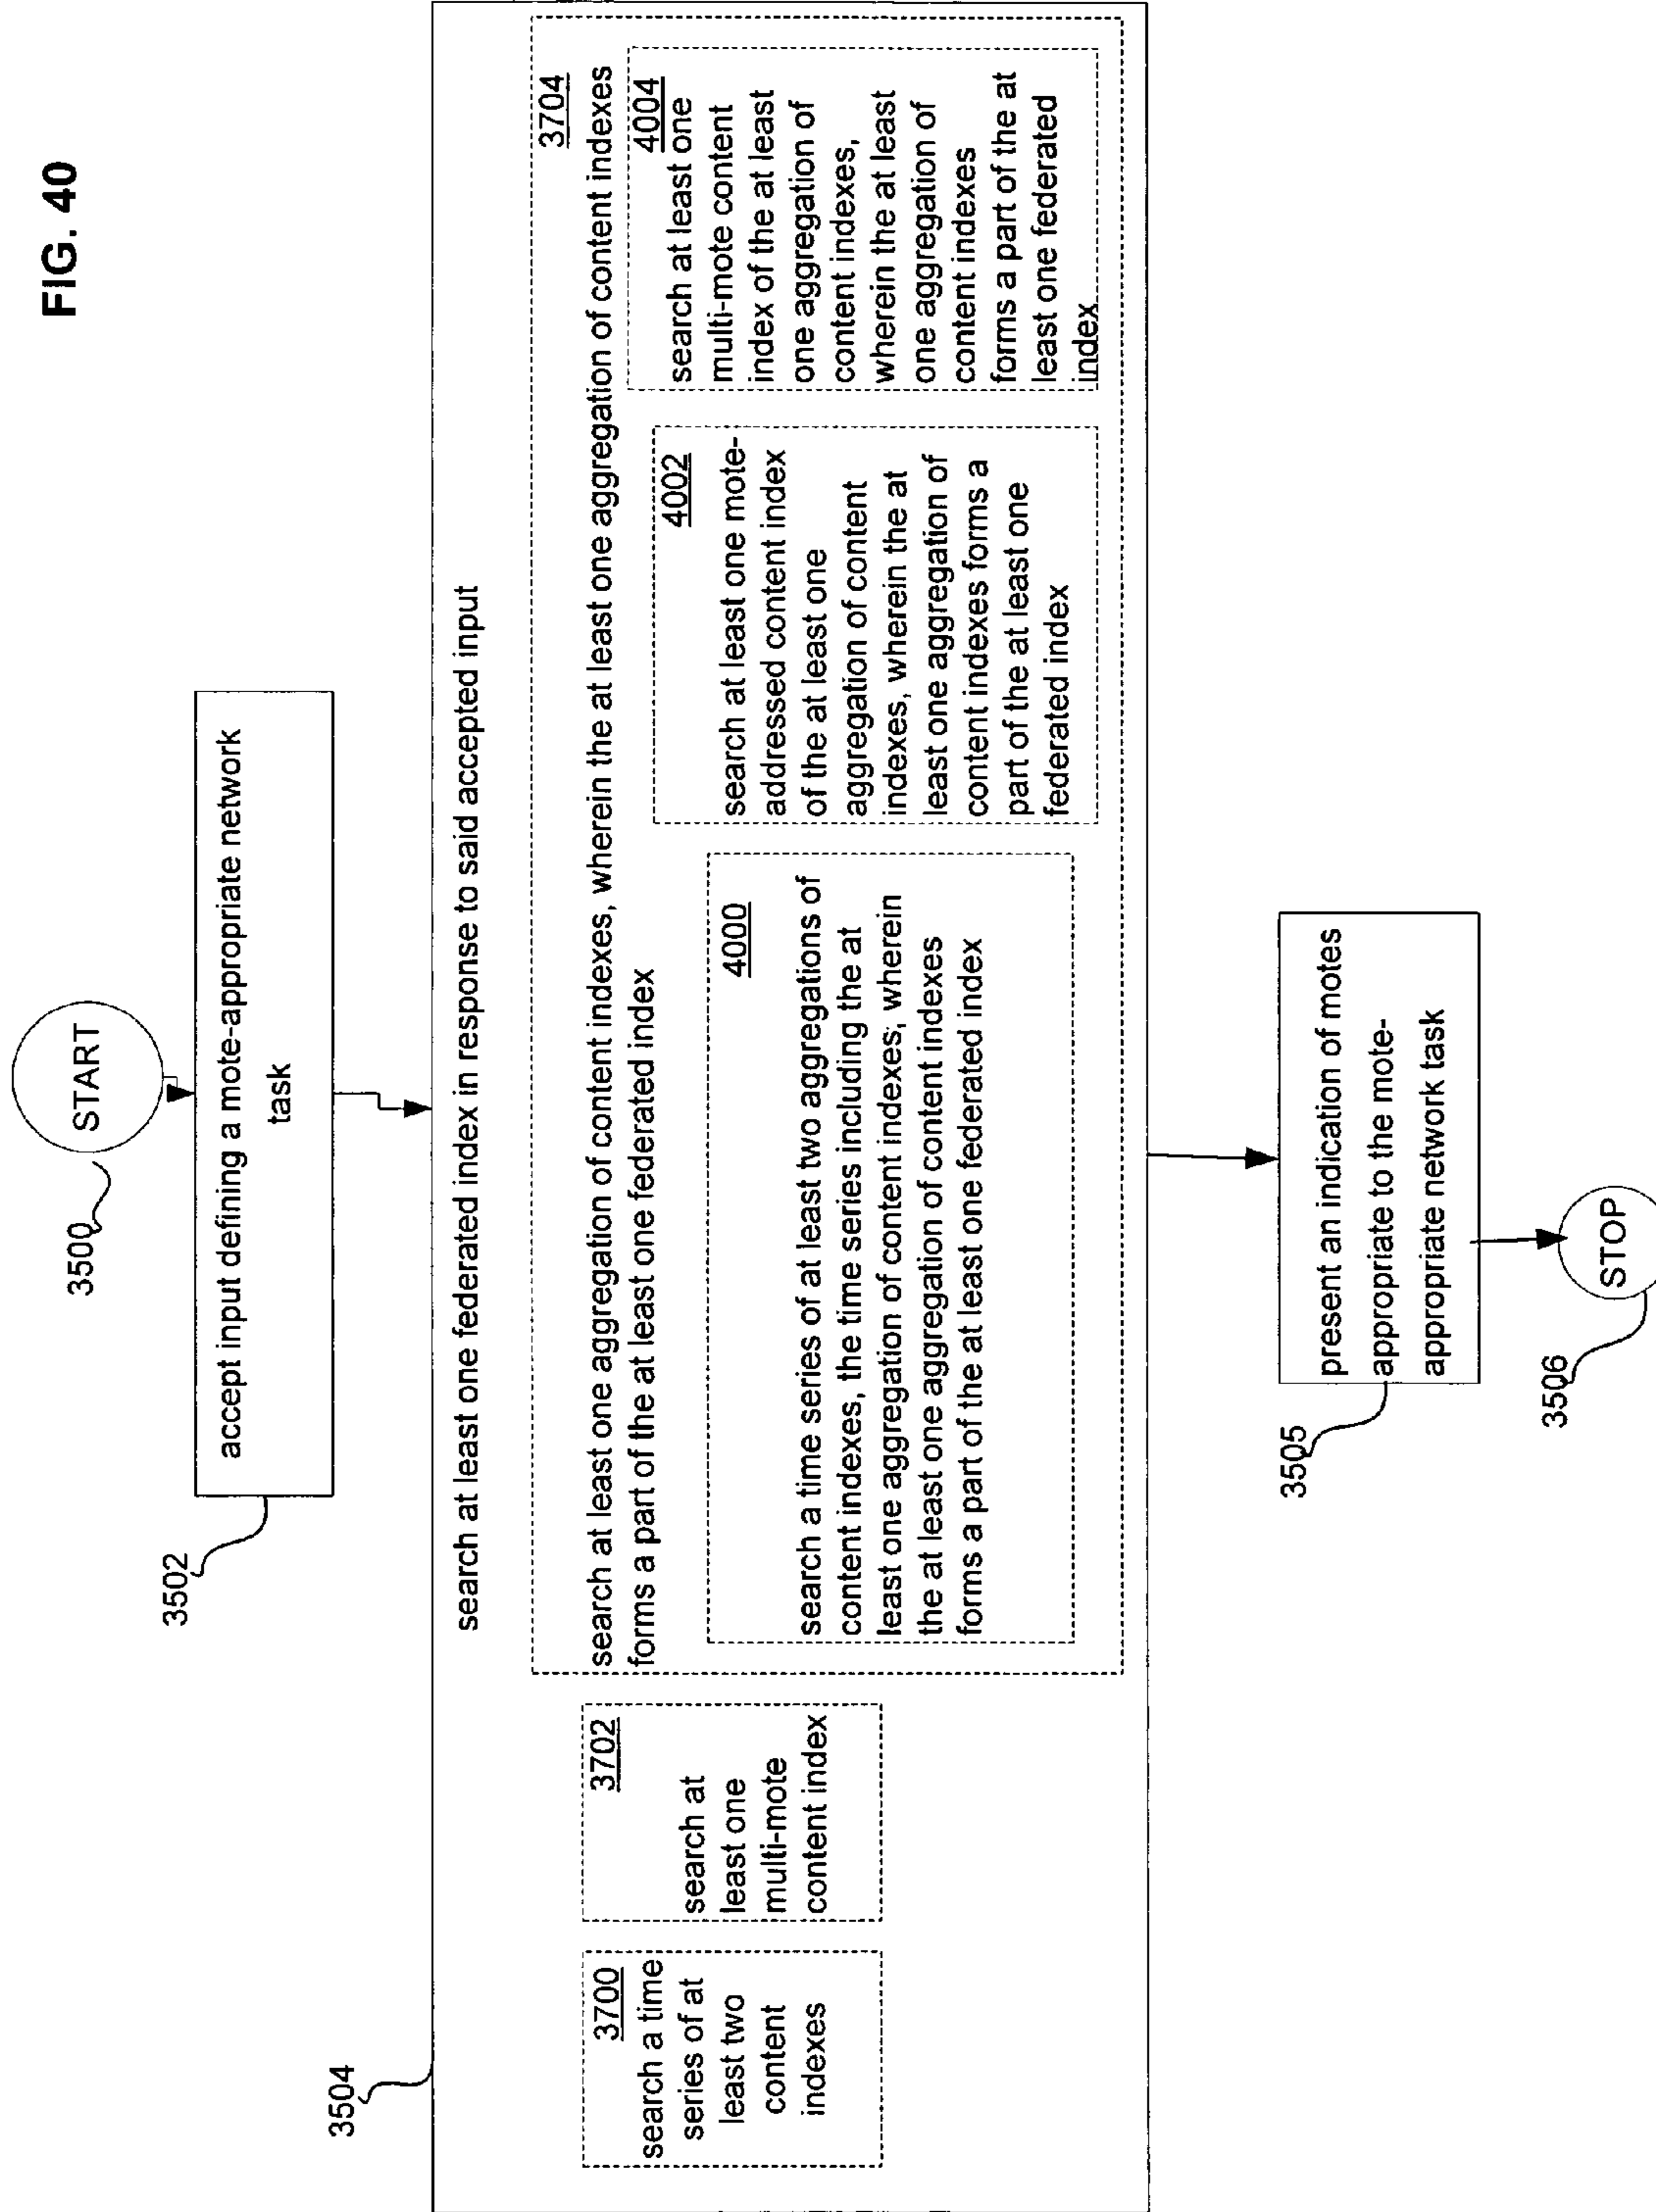 FIG. 40
START
3500
accept input defining a mote-appropriate network
task
3502
3504
search at least one federated index in response to said accepted input
3700
search a time
series of at
least two
content
indexes
3702
search at
least one
multi-mote
content index
3704
search at least one aggregation of content indexes, wherein the at least one aggregation of content indexes
forms a part of the at least one federated index
4000
search a time series of at least two aggregations of
content indexes, the time series including the at
least one aggregation of content indexes, wherein
the at least one aggregation of content indexes
forms a part of the at least one federated index
4002
search at least one mote-
addressed content index
of the at least one
aggregation of content
indexes, wherein the at
least one aggregation of
content indexes forms a
part of the at least one
federated index
4004
search at least one
multi-mote content
index of the at least
one aggregation of
content indexes,
wherein the at least
one aggregation of
content indexes
forms a part of the at
least one federated
index
present an indication of motes
appropriate to the mote-
appropriate network task
3505
STOP
3506